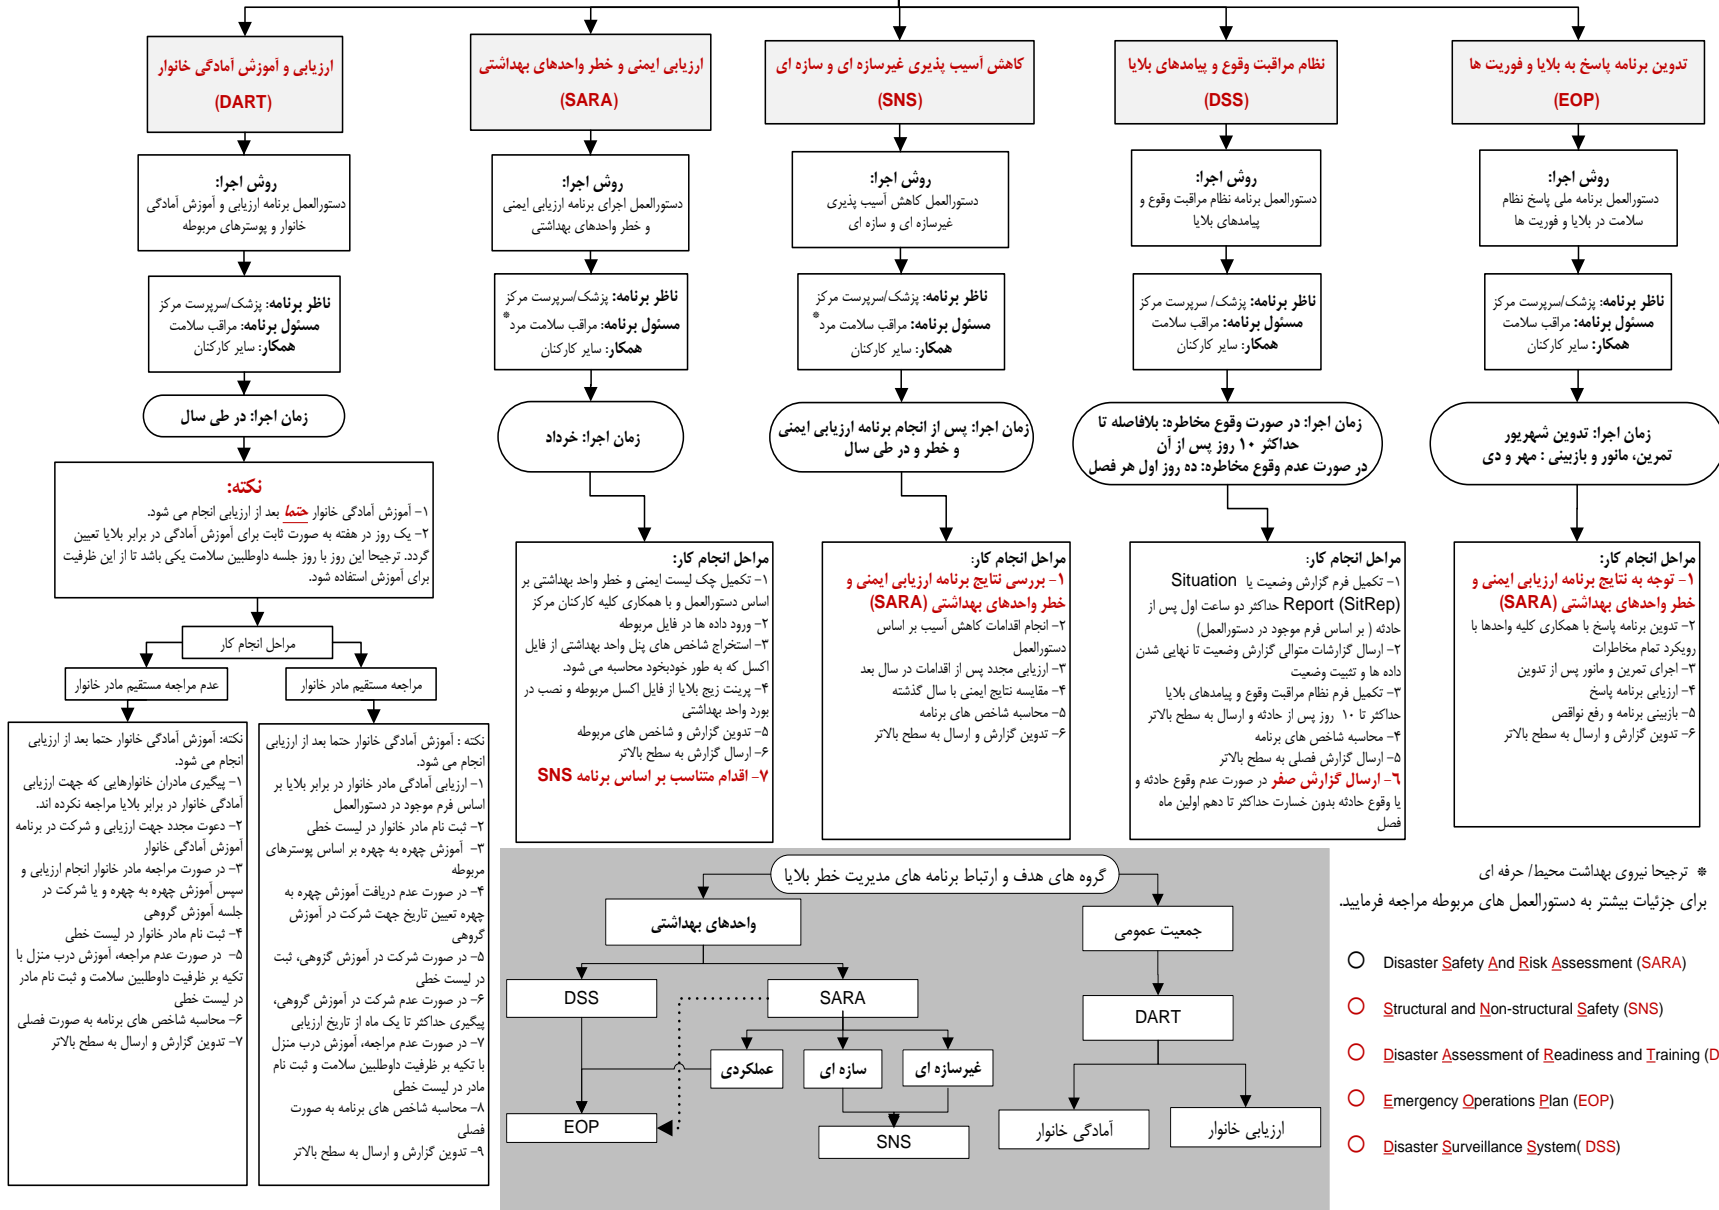 تدوین برنامه پاسخ به بلایا و فوریت ها
(EOP)
روش اجرا:
دستورالعمل برنامه ملی پاسخ نظام
سلامت در بلایا و فوریت ها
ناظر برنامه: پزشک/سرپرست مرکز
مسئول برنامه: مراقب سلامت
همکار: سایر کارکنان
زمان اجرا: تدوین شهریور
تمرین، مانور و بازبینی : مهر و دی
مراحل انجام کار:
۱- توجه به نتایج برنامه ارزیابی ایمنی و
خطر واحدهای بهداشتی (SARA)
۲- تدوین برنامه پاسخ با همکاری کلیه واحدها با
رویکرد تمام مخاطرات
۳- اجرای تمرین و مانور پس از تدوین
۴- ارزیابی برنامه پاسخ
۵- بازبینی برنامه و رفع نواقص
۶- تدوین گزارش و ارسال به سطح بالاتر
نظام مراقبت وقوع و پیامدهای بلایا
(DSS)
روش اجرا:
دستورالعمل برنامه نظام مراقبت وقوع و
پیامدهای بلایا
ناظر برنامه: پزشک/ سرپرست مرکز
مسئول برنامه: مراقب سلامت
همکار: سایر کارکنان
زمان اجرا: در صورت وقوع مخاطره: بلافاصله تا
حداکثر ۱۰ روز پس از آن
در صورت عدم وقوع مخاطره: ده روز اول هر فصل
مراحل انجام کار:
۱- تکمیل فرم گزارش وضعیت یا Situation
Report (SitRep) حداکثر دو ساعت اول پس از
حادثه ( بر اساس فرم موجود در دستورالعمل)
۲- ارسال گزارشات متوالی گزارش وضعیت تا نهایی شدن
داده ها و تثبیت وضعیت
۳- تکمیل فرم نظام مراقبت وقوع و پیامدهای بلایا
حداکثر تا ۱۰ روز پس از حادثه و ارسال به سطح بالاتر
۴- محاسبه شاخص های برنامه
۵- ارسال گزارش فصلی به سطح بالاتر
۶- ارسال گزارش صفر در صورت عدم وقوع حادثه و
یا وقوع حادثه بدون خسارت حداکثر تا دهم اولین ماه
فصل
کاهش آسیب پذیری غیرسازه ای و سازه ای
(SNS)
روش اجرا:
دستورالعمل کاهش آسیب پذیری
غیرسازه ای و سازه ای
ناظر برنامه: پزشک/سرپرست مرکز
مسئول برنامه: مراقب سلامت مرد*
همکار: سایر کارکنان
زمان اجرا: پس از انجام برنامه ارزیابی ایمنی
و خطر و در طی سال
مراحل انجام کار:
۱- بررسی نتایج برنامه ارزیابی ایمنی و
خطر واحدهای بهداشتی (SARA)
۲- انجام اقدامات کاهش آسیب بر اساس
دستورالعمل
۳- ارزیابی مجدد پس از اقدامات در سال بعد
۴- مقایسه نتایج ایمنی با سال گذشته
۵- محاسبه شاخص های برنامه
۶- تدوین گزارش و ارسال به سطح بالاتر
ارزیابی ایمنی و خطر واحدهای بهداشتی
(SARA)
روش اجرا:
دستورالعمل اجرای برنامه ارزیابی ایمنی
و خطر واحدهای بهداشتی
ناظر برنامه: پزشک/سرپرست مرکز
مسئول برنامه: مراقب سلامت مرد*
همکار: سایر کارکنان
زمان اجرا: خرداد
مراحل انجام کار:
۱- تکمیل چک لیست ایمنی و خطر واحد بهداشتی بر
اساس دستورالعمل و با همکاری کلیه کارکنان مرکز
۲- ورود داده ها در فایل مربوطه
۳- استخراج شاخص های پنل واحد بهداشتی از فایل
اکسل که به طور خودبخود محاسبه می شود.
۴- پرینت زیج بلایا از فایل اکسل مربوطه و نصب در
بورد واحد بهداشتی
۵- تدوین گزارش و شاخص های مربوطه
۶- ارسال گزارش به سطح بالاتر
۷- اقدام متناسب بر اساس برنامه SNS
ارزیابی و آموزش آمادگی خانوار
(DART)
روش اجرا:
دستورالعمل برنامه ارزیابی و آموزش آمادگی
خانوار و پوسترهای مربوطه
ناظر برنامه: پزشک/سرپرست مرکز
مسئول برنامه: مراقب سلامت
همکار: سایر کارکنان
زمان اجرا: در طی سال
نکته:
۱- آموزش آمادگی خانوار حتما بعد از ارزیابی انجام می شود.
۲- یک روز در هفته به صورت ثابت برای آموزش آمادگی در برابر بلایا تعیین
گردد. ترجیحا این روز با روز جلسه داوطلبین سلامت یکی باشد تا از این ظرفیت
برای آموزش استفاده شود.
مراحل انجام کار
مراجعه مستقیم مادر خانوار
عدم مراجعه مستقیم مادر خانوار
نکته : آموزش آمادگی خانوار حتما بعد از ارزیابی
انجام می شود.
۱- ارزیابی آمادگی مادر خانوار در برابر بلایا بر
اساس فرم موجود در دستورالعمل
۲- ثبت نام مادر خانوار در لیست خطی
۳- آموزش چهره به چهره بر اساس پوسترهای
مربوطه
۴- در صورت عدم دریافت آموزش چهره به
چهره تعیین تاریخ جهت شرکت در آموزش
گروهی
۵- در صورت شرکت در آموزش گزوهی، ثبت
در لیست خطی
۶- در صورت عدم شرکت در آموزش گروهی،
پیگیری حداکثر تا یک ماه از تاریخ ارزیابی
۷- در صورت عدم مراجعه، آموزش درب منزل
با تکیه بر ظرفیت داوطلبین سلامت و ثبت نام
مادر در لیست خطی
۸- محاسبه شاخص های برنامه به صورت
فصلی
۹- تدوین گزارش و ارسال به سطح بالاتر
نکته: آموزش آمادگی خانوار حتما بعد از ارزیابی
انجام می شود.
۱- پیگیری مادران خانوارهایی که جهت ارزیابی
آمادگی خانوار در برابر بلایا مراجعه نکرده اند.
۲- دعوت مجدد جهت ارزیابی و شرکت در برنامه
آموزش آمادگی خانوار
۳- در صورت مراجعه مادر خانوار انجام ارزیابی و
سپس آموزش چهره به چهره و یا شرکت در
جلسه آموزش گروهی
۴- ثبت نام مادر خانوار در لیست خطی
۵- در صورت عدم مراجعه، آموزش درب منزل با
تکیه بر ظرفیت داوطلبین سلامت و ثبت نام مادر
در لیست خطی
۶- محاسبه شاخص های برنامه به صورت فصلی
۷- تدوین گزارش و ارسال به سطح بالاتر
گروه های هدف و ارتباط برنامه های مدیریت خطر بلایا
واحدهای بهداشتی
جمعیت عمومی
DSS
SARA
DART
عملکردی
سازه ای
غیرسازه ای
EOP
SNS
آمادگی خانوار
ارزیابی خانوار
* ترجیحا نیروی بهداشت محیط/ حرفه ای
برای جزئیات بیشتر به دستورالعمل های مربوطه مراجعه فرمایید.
Disaster Safety And Risk Assessment (SARA)
Structural and Non-structural Safety (SNS)
Disaster Assessment of Readiness and Training (D
Emergency Operations Plan (EOP)
Disaster Surveillance System( DSS)